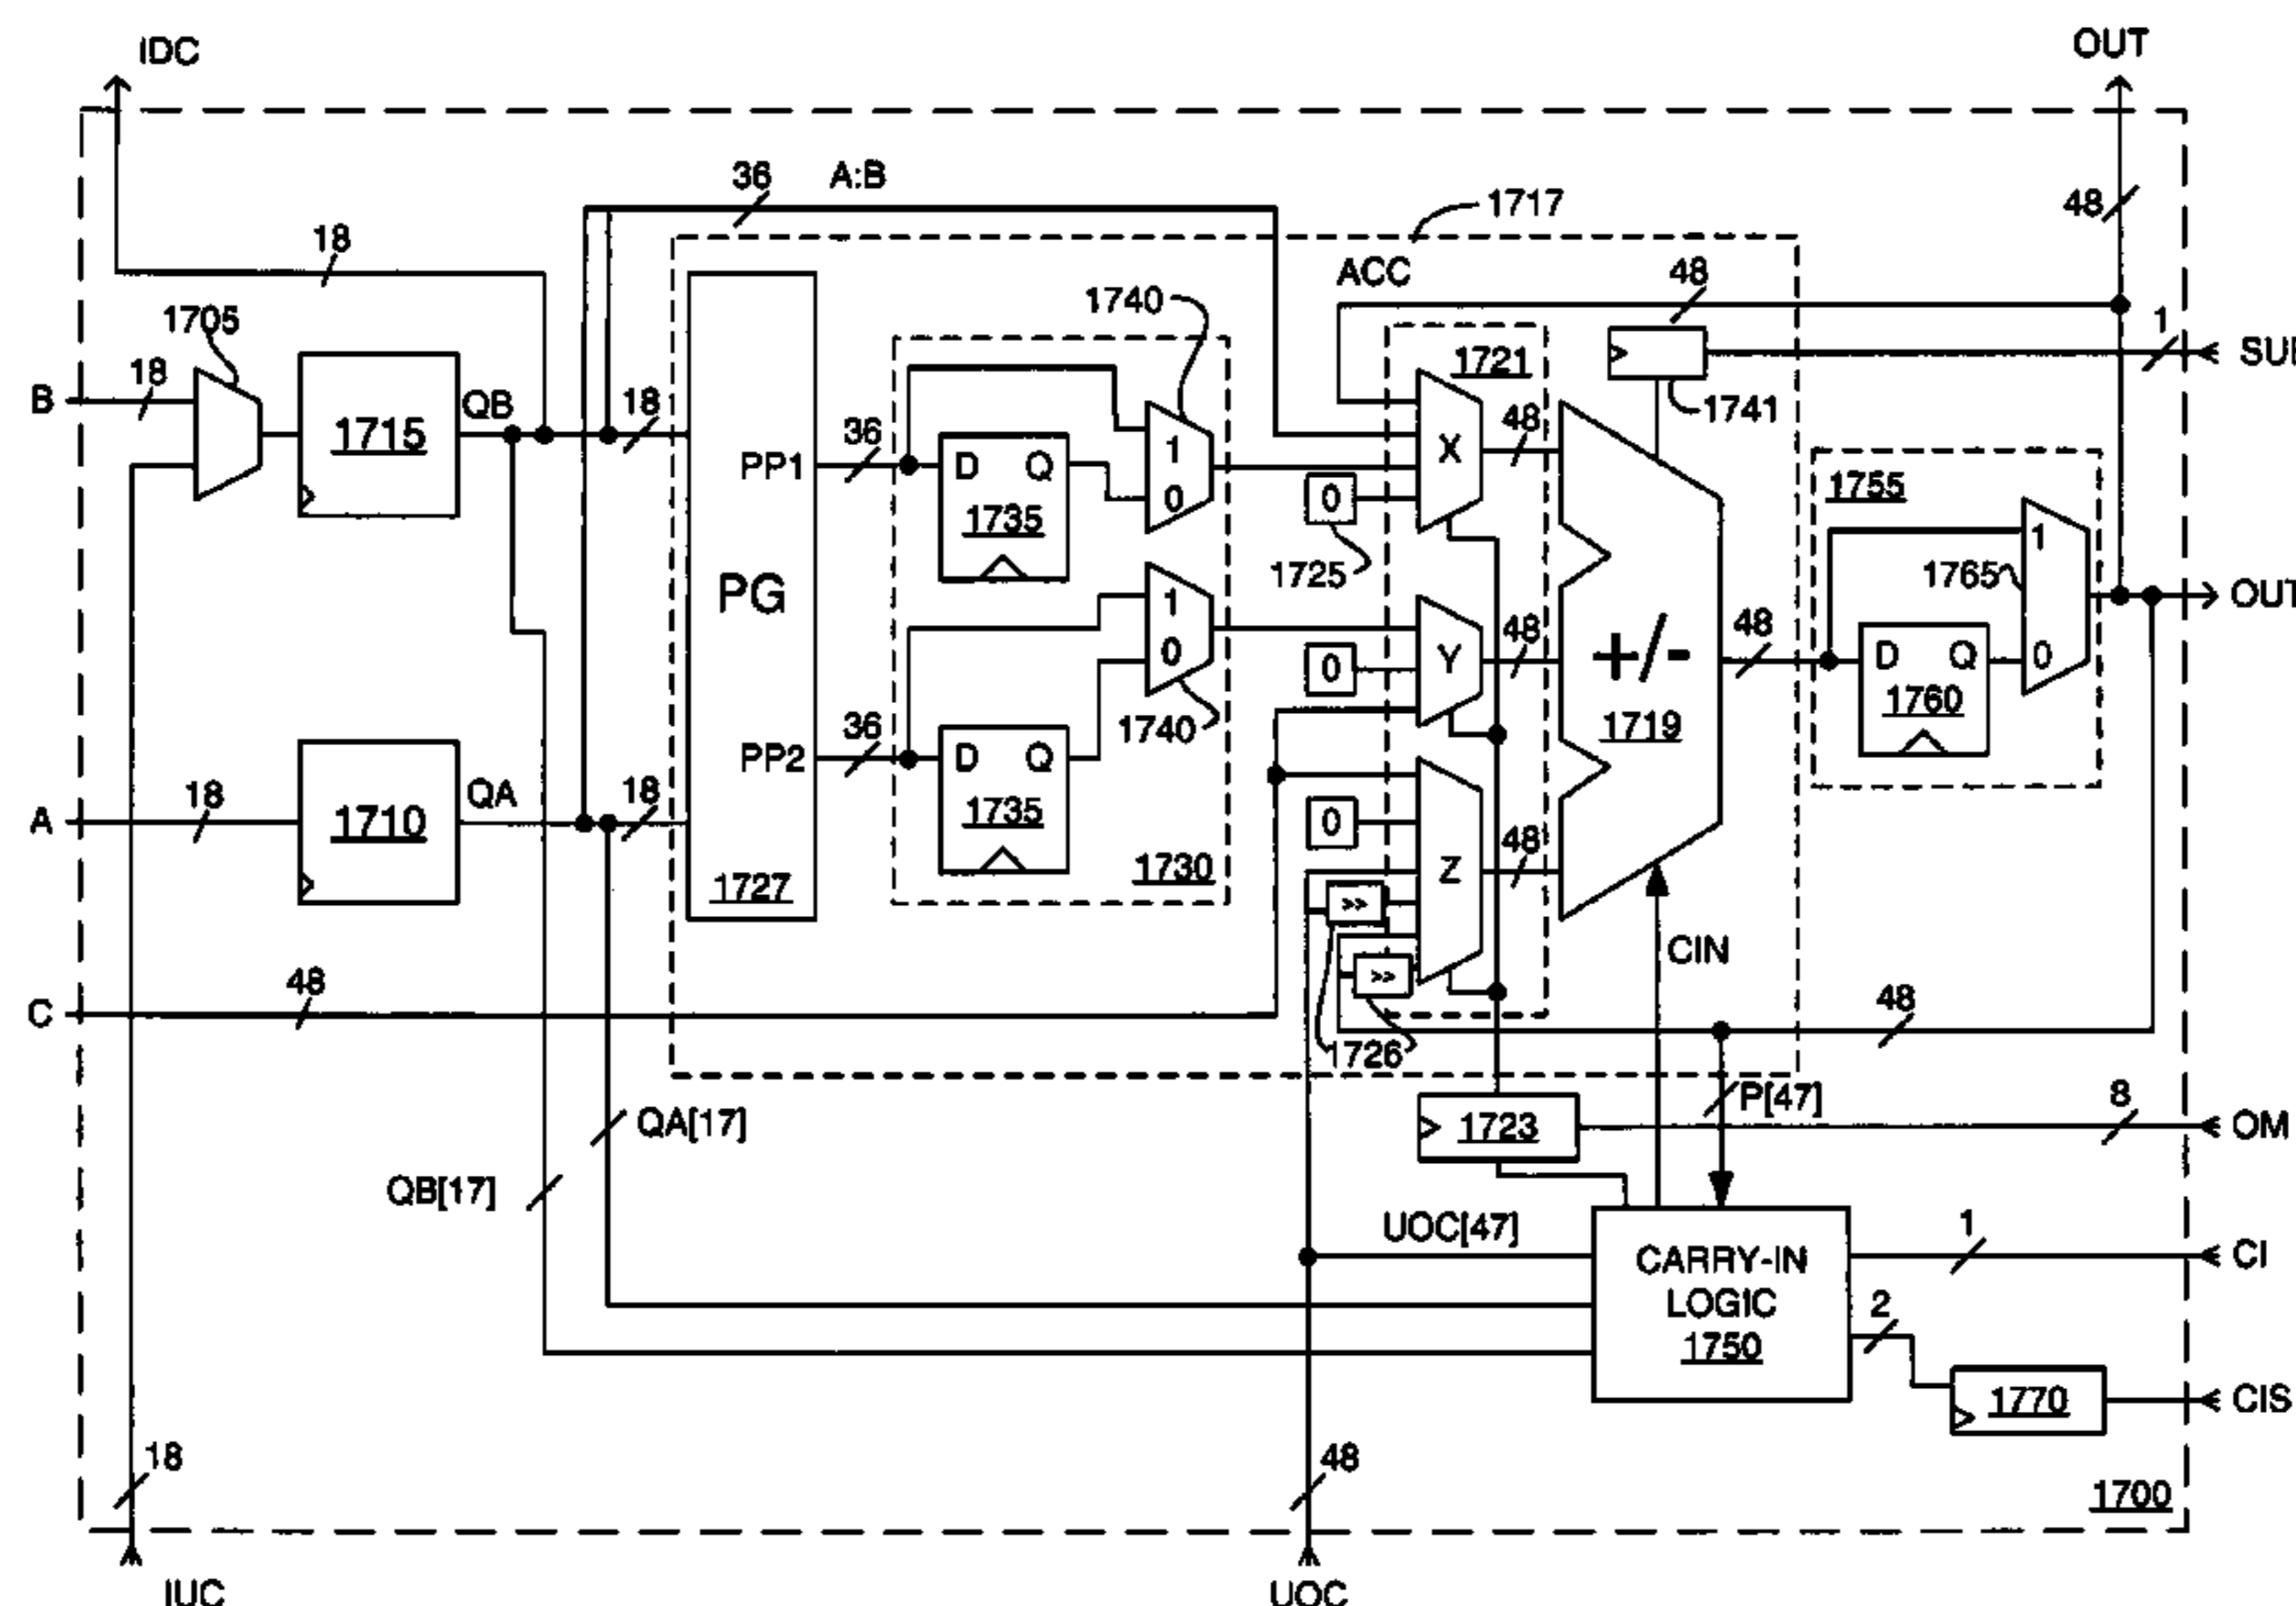 IDC
OUT
36
A:B
1717
48
18
ACC
48
1740
1705
1
1721
SU
B
18
1715
QB
18
1741
36
PP1
D
Q
1735
1
0
X
48
0
1725
1755
1
1765
OUT
PG
+/-
1719
1
0
0
Y
48
48
D
Q
1760
0
1740
36
PP2
D
Q
1735
A
18
1710
QA
18
0
Z
48
1727
1730
>>
>>
CIN
C
48
48
1726
P[47]
8
OM
1723
QA[17]
QB[17]
UOC[47]
CARRY-IN
LOGIC
1750
1
CI
2
1770
CIS
18
48
1700
IUC
UOC